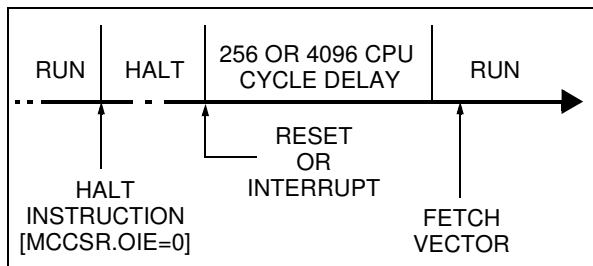 RUN
HALT
256 OR 4096 CPU
CYCLE DELAY
RUN
RESET
OR
INTERRUPT
HALT
INSTRUCTION
[MCCSR.OIE=0]
FETCH
VECTOR